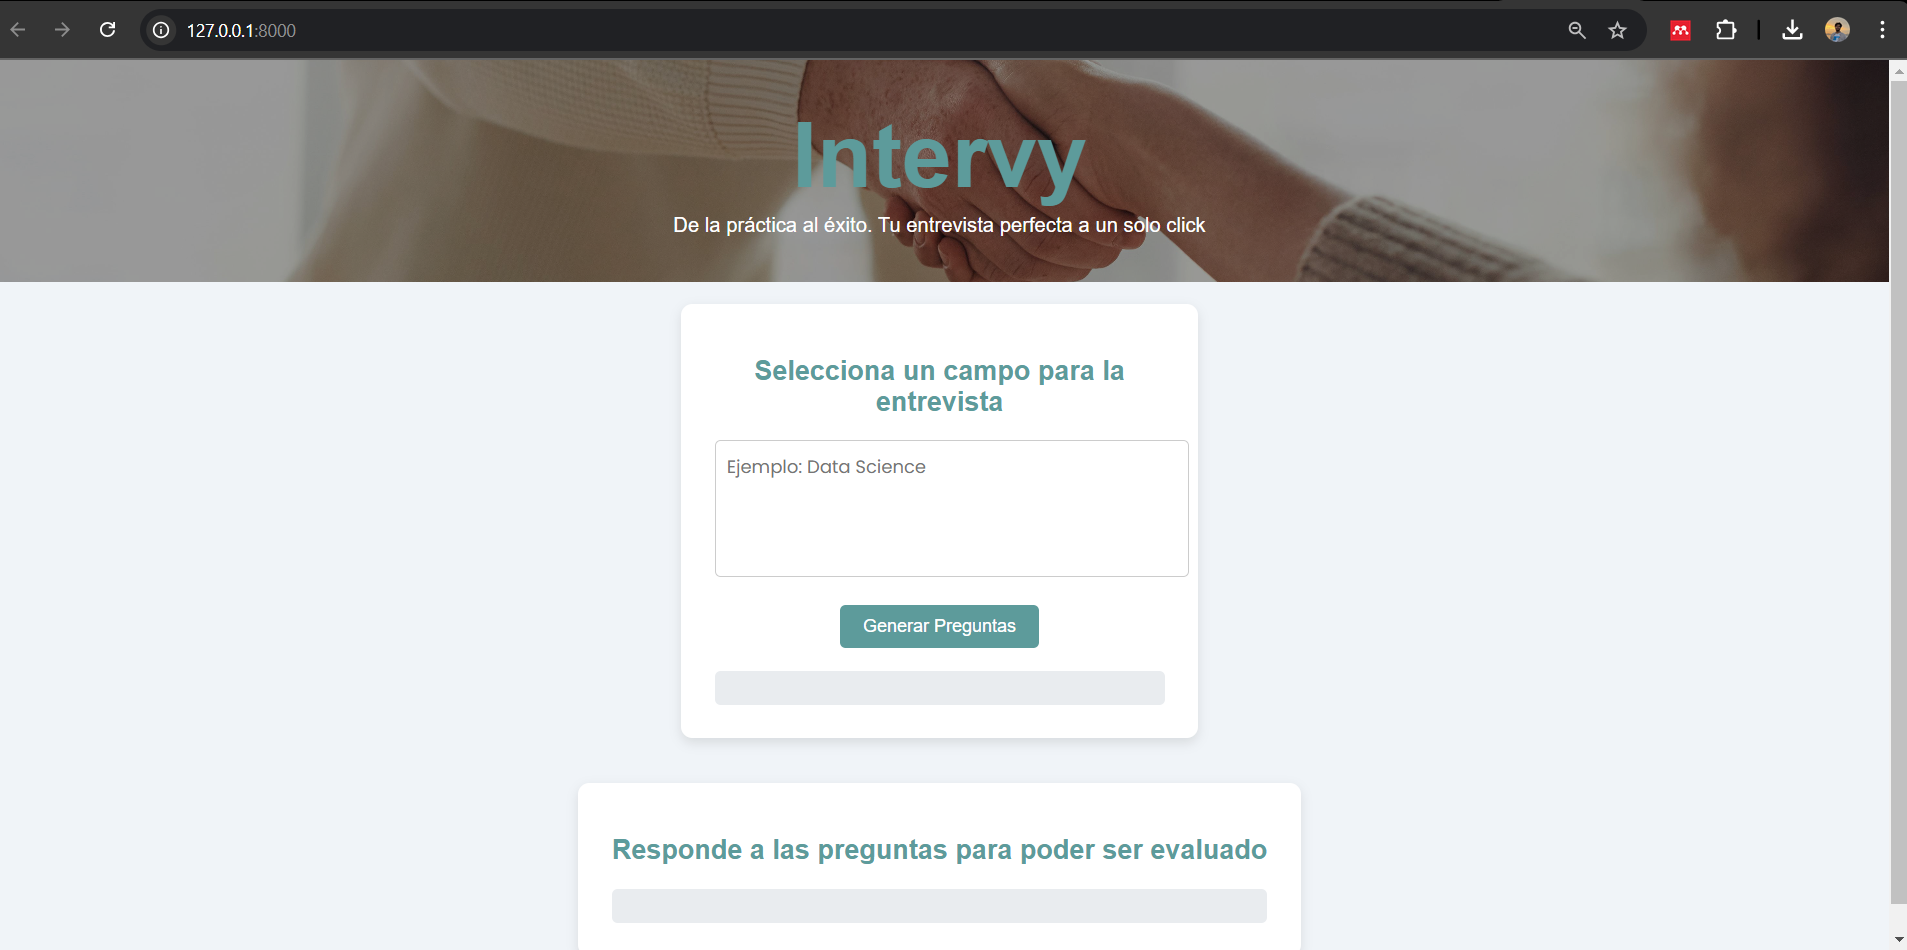 127.0.0.1:8000
Intervy
De la práctica al éxito. Tu entrevista perfecta a un solo click
Selecciona un campo para la
entrevista
Ejemplo: Data Science
Generar Preguntas
Responde a las preguntas para poder ser evaluado